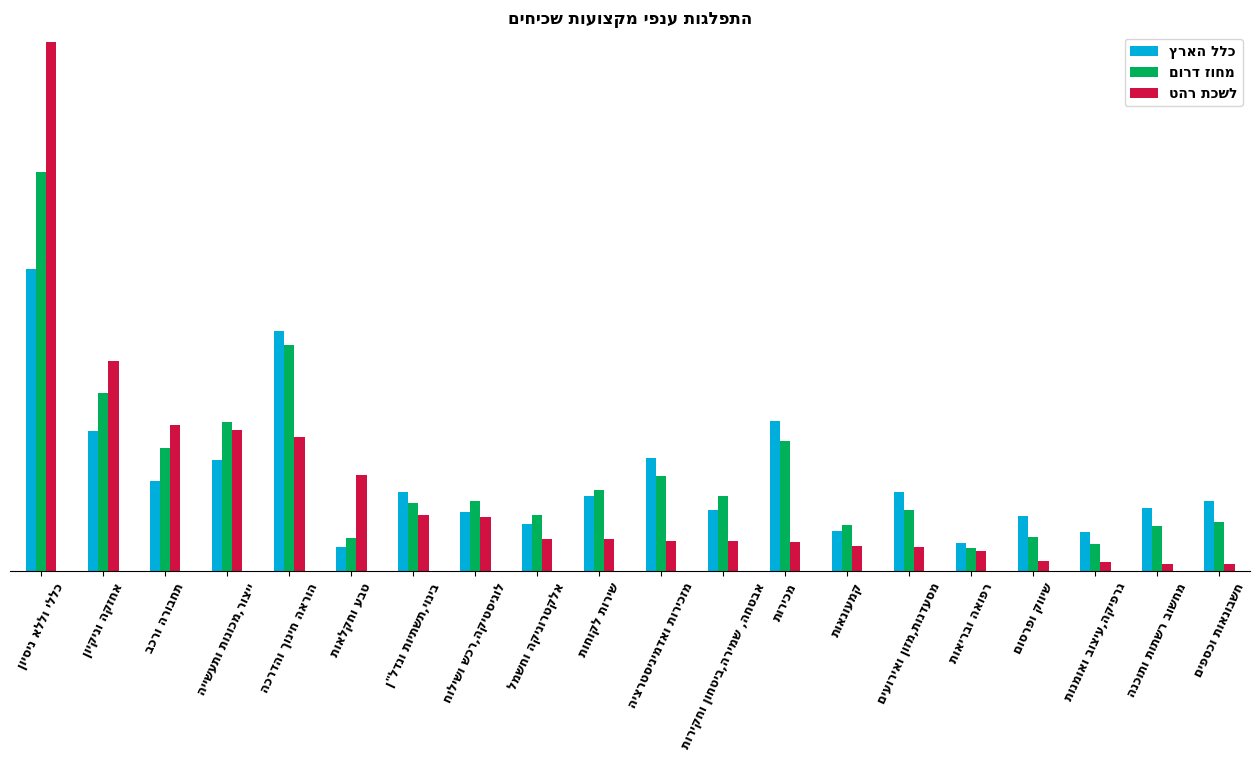 התפלגות ענפי מקצועות שכיחים
כלל הארץ
מחוז דרום
לשכת רהט
כללי וללא ניסיון
אחזקה וניקיון
תחבורה ורכב
ייצור,מכונות ותעשייה
הוראה חינוך והדרכה
טבע וחקלאות
בינוי,תשתיות ונדל"ן
לוגיסטיקה,רכש ושילוח
אלקטרוניקה וחשמל
שירות לקוחות
מזכירות ואדמיניסטרציה
אבטחה, שמירה,ביטחון וחקירות
מכירות
קמעונאות
מסעדנות,מזון ואירועים
רפואה ובריאות
שיווק ופרסום
גרפיקה,עיצוב ואומנות
מחשוב רשתות ותוכנה
חשבונאות וכספים